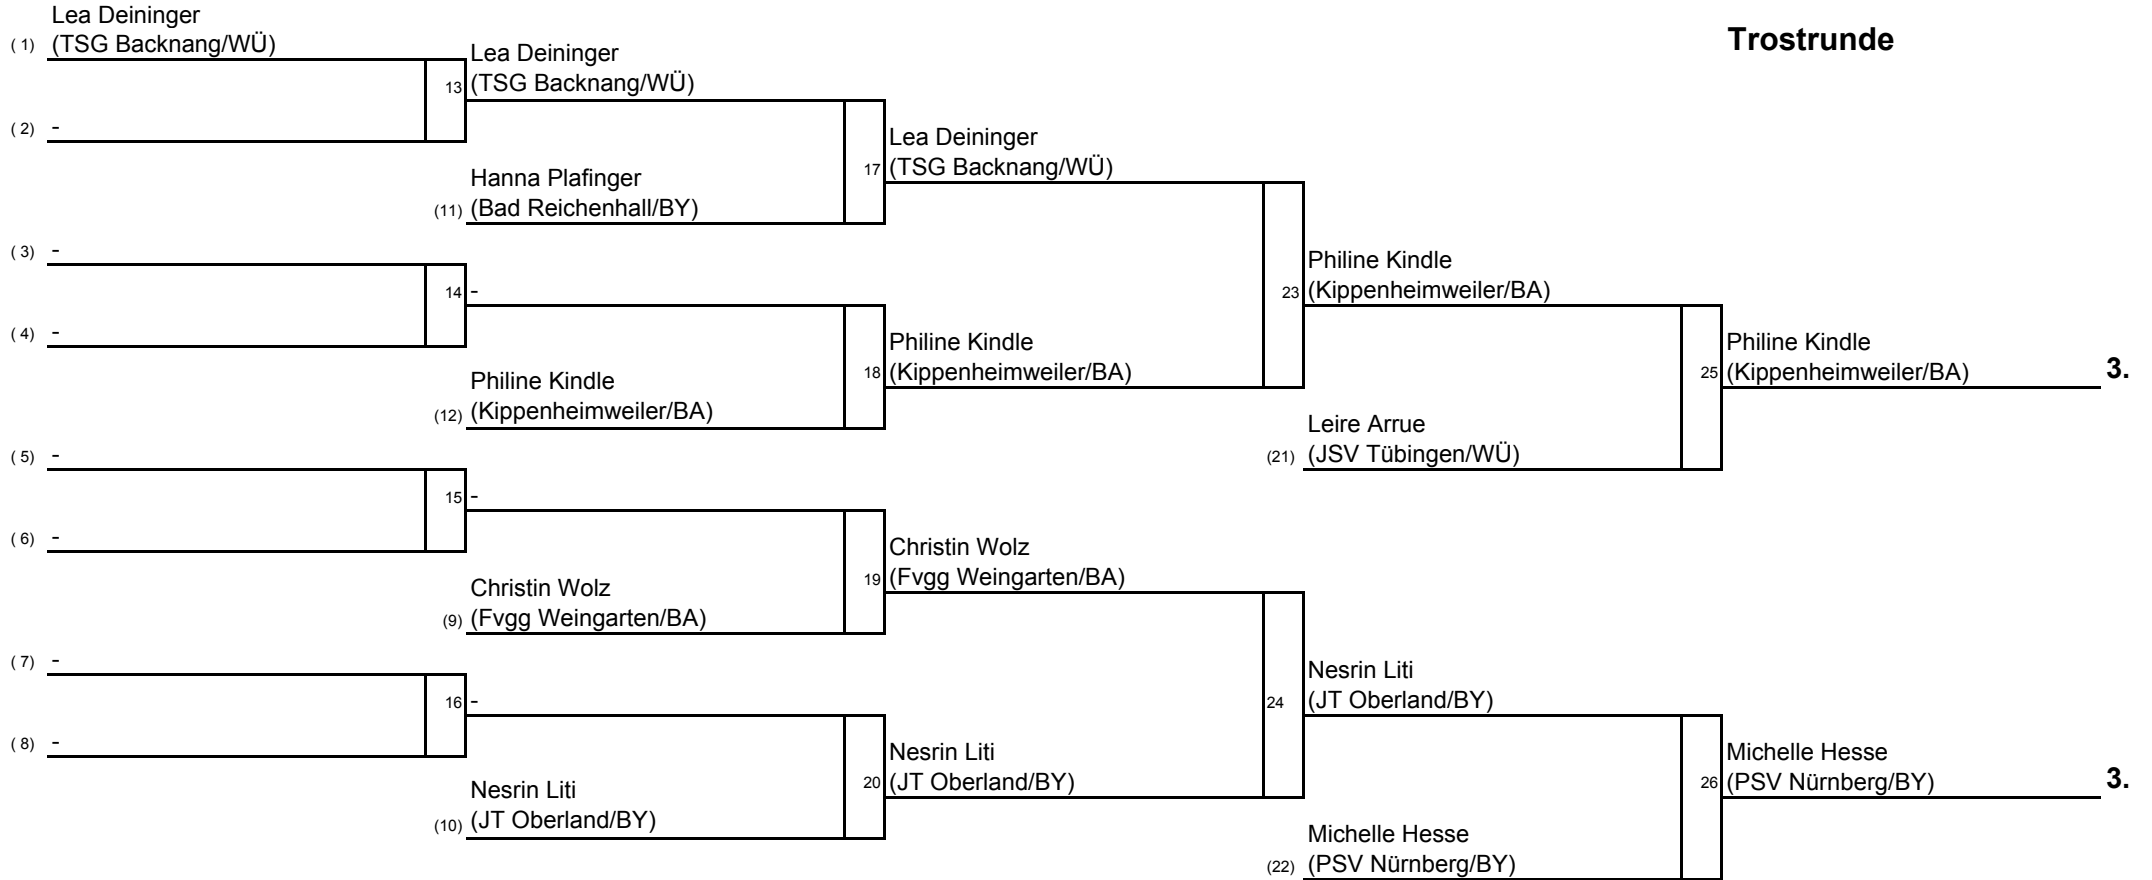 Trostrunde
Lea Deininger
( 1) (TSG Backnang/WÜ)
( 2) -
13
Lea Deininger
(TSG Backnang/WÜ)
Hanna Plafinger
(11) (Bad Reichenhall/BY)
17
Lea Deininger
(TSG Backnang/WÜ)
( 3) -
( 4) -
14 -
Philine Kindle
(12) (Kippenheimweiler/BA)
18
Philine Kindle
(Kippenheimweiler/BA)
23
Philine Kindle
(Kippenheimweiler/BA)
Leire Arrue
(21) (JSV Tübingen/WÜ)
25
Philine Kindle
(Kippenheimweiler/BA)
3.
( 5) -
( 6) -
15 -
Christin Wolz
(9) (Fvgg Weingarten/BA)
19
Christin Wolz
(Fvgg Weingarten/BA)
( 7) -
( 8) -
16 -
Nesrin Liti
(10) (JT Oberland/BY)
20
Nesrin Liti
(JT Oberland/BY)
24
Nesrin Liti
(JT Oberland/BY)
Michelle Hesse
(22) (PSV Nürnberg/BY)
26
Michelle Hesse
(PSV Nürnberg/BY)
3.